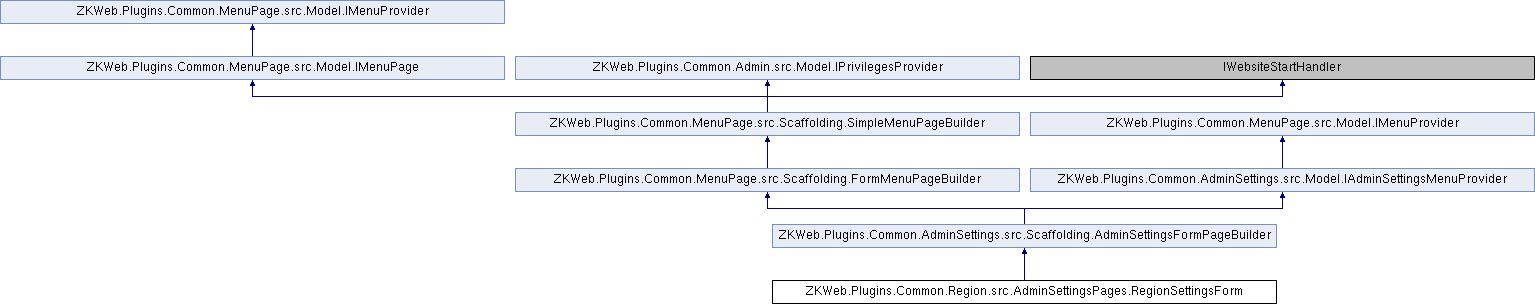 ZKWeb.Plugins.Common.MenuPage.src.Model.IMenuProvider
ZKWeb.Plugins.Common.MenuPage.src.Model.IMenuPage
ZKWeb.Plugins.Common.Admin.src.Model.IPrivilegesProvider
IWebsiteStartHandler
ZKWeb.Plugins.Common.MenuPage.src.Scaffolding.SimpleMenuPageBuilder
ZKWeb.Plugins.Common.MenuPage.src.Model.IMenuProvider
ZKWeb.Plugins.Common.MenuPage.src.Scaffolding.FormMenuPageBuilder
ZKWeb.Plugins.Common.AdminSettings.src.Model.IAdminSettingsMenuProvider
ZKWeb.Plugins.Common.AdminSettings.src.Scaffolding.AdminSettingsFormPageBuilder
ZKWeb.Plugins.Common.Region.src.AdminSettingsPages.RegionSettingsForm